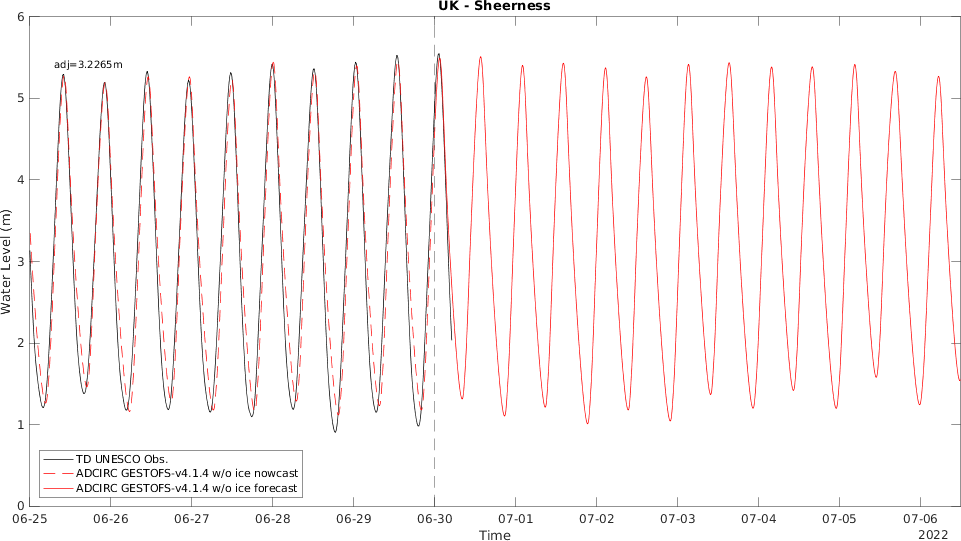 UK - Sheerness
adj=3.2265m
6
5
4
3
2
1
0
Water Level (m)
TD UNESCO Obs.
ADCIRC GESTOFS-v4.1.4 w/o ice nowcast
ADCIRC GESTOFS-v4.1.4 w/o ice forecast
06-25 06-26 06-27 06-28 06-29 06-30 07-01 07-02 07-03 07-04 07-05 07-06
2022
Time